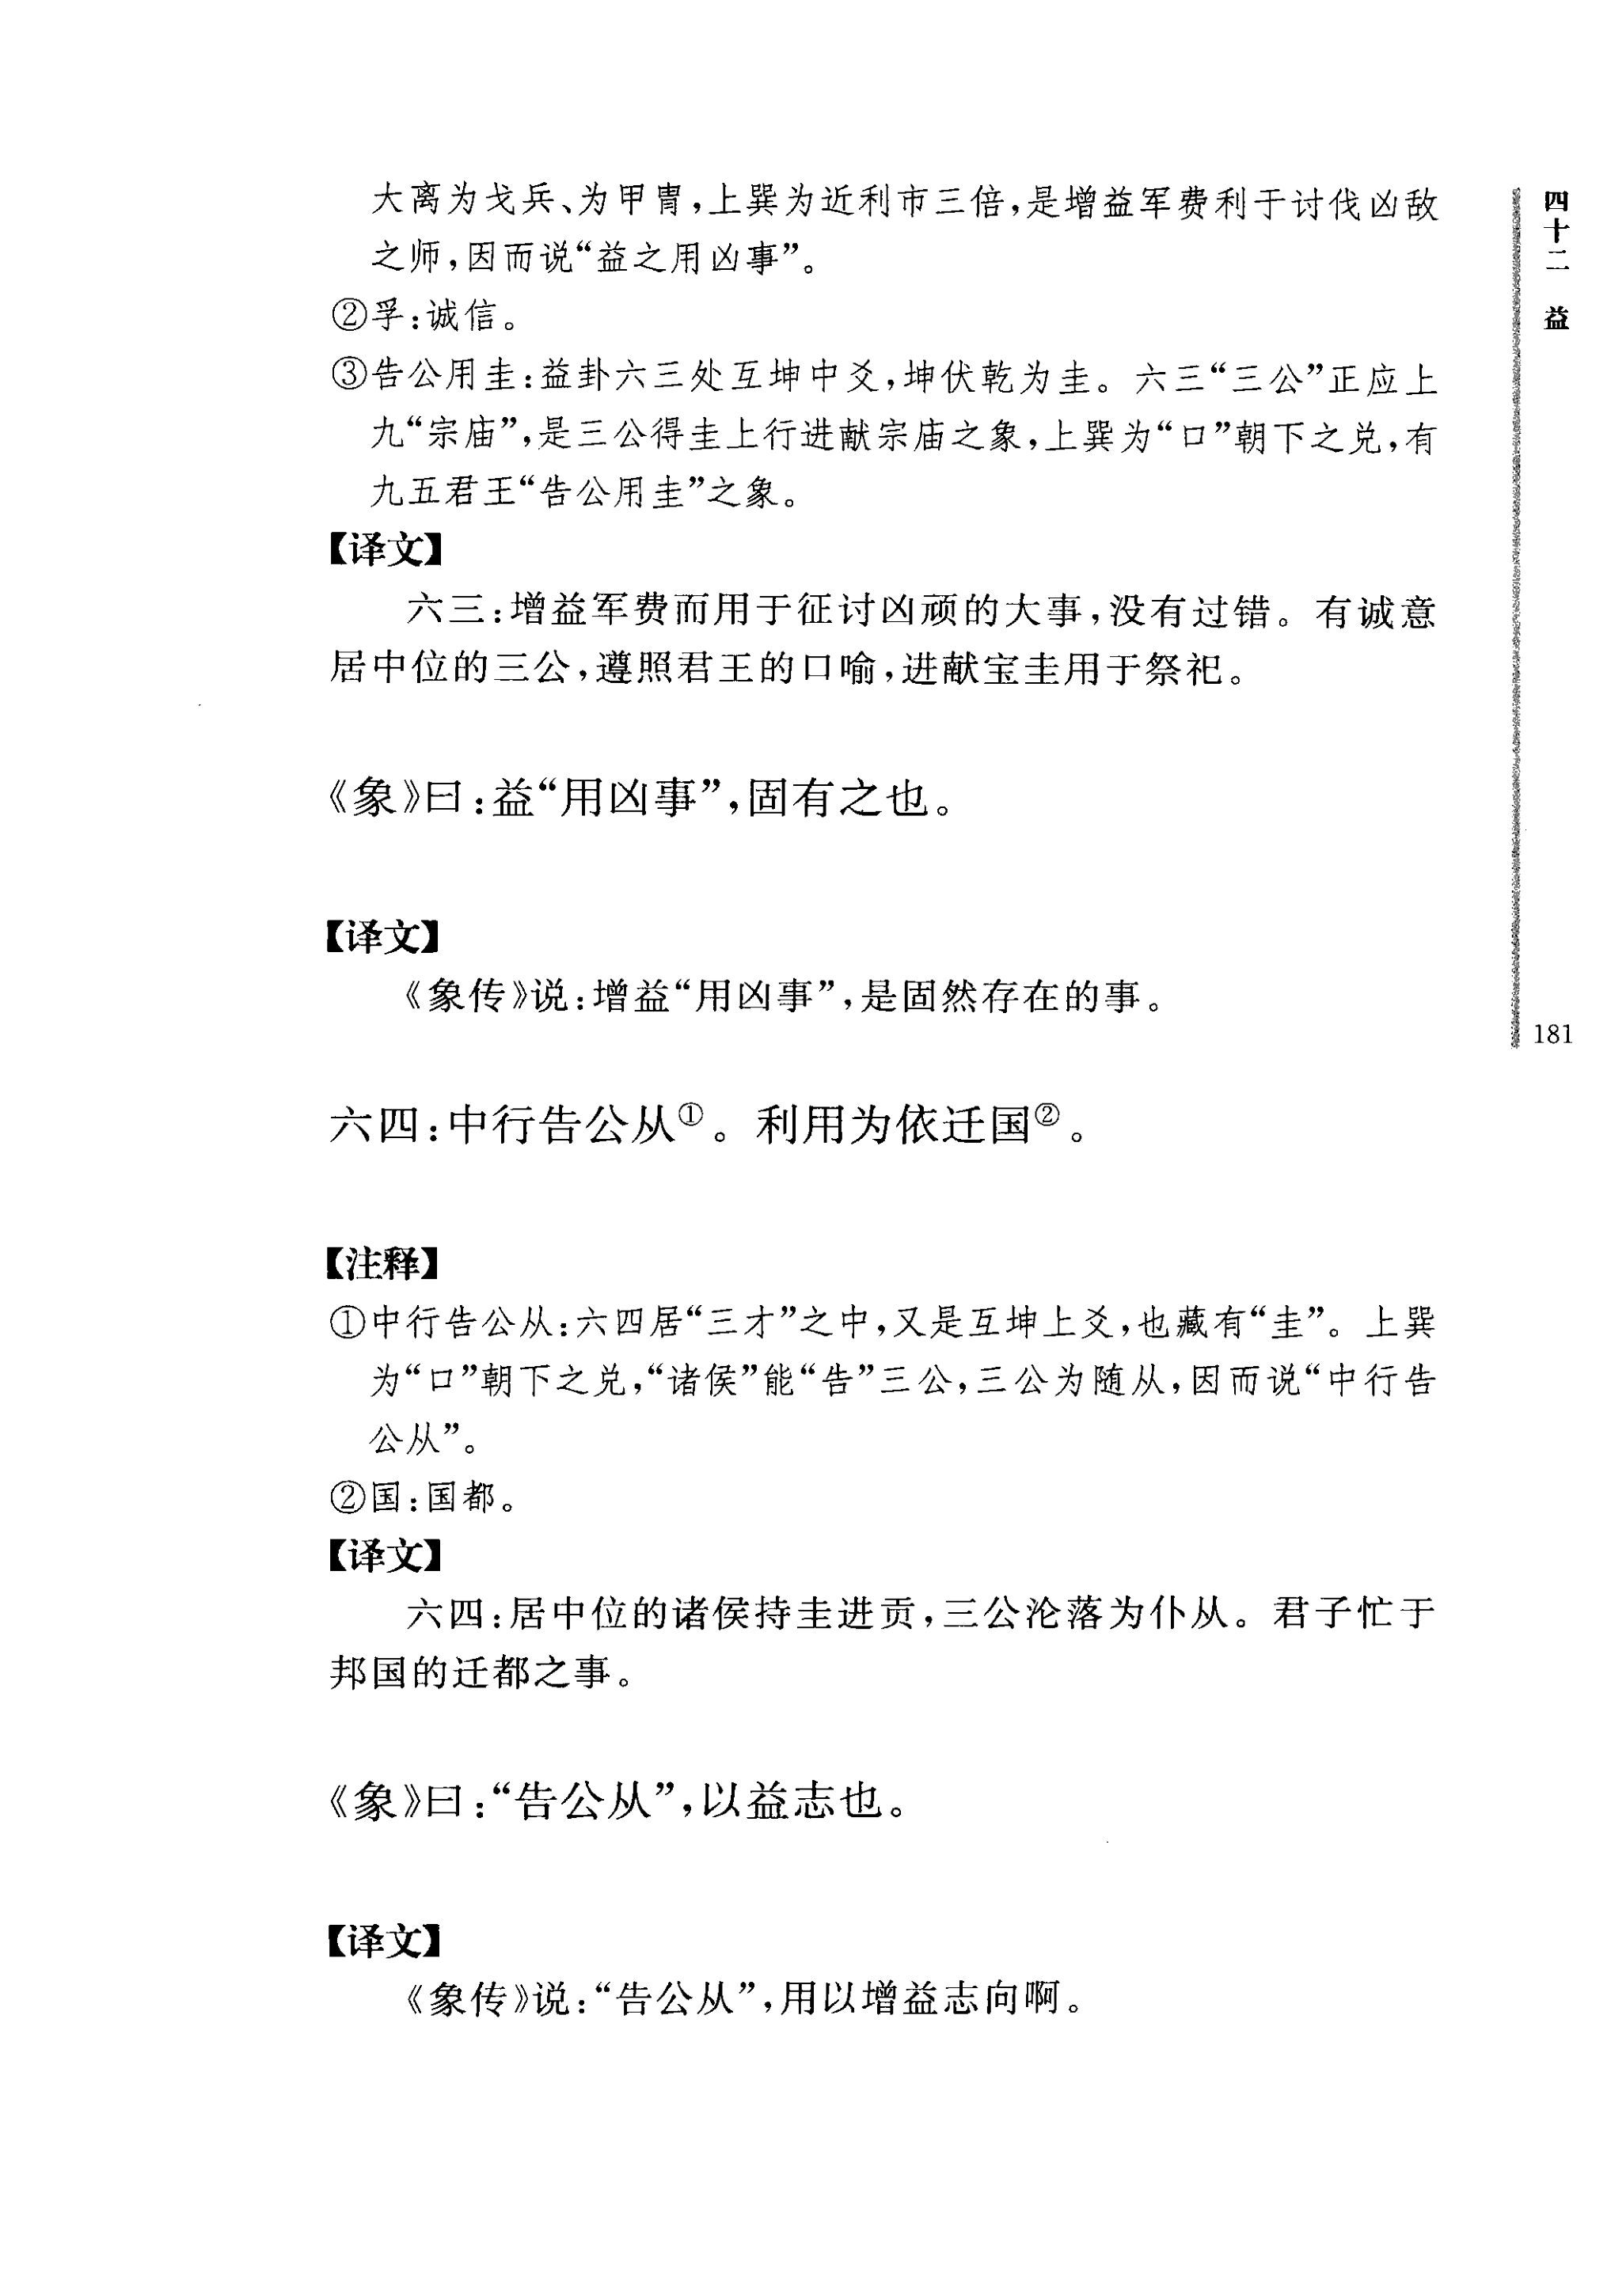 大离为戈兵、为甲胄，上巽为近利市三倍，是增益军费利于讨伐凶敌
之师，因而说“益之用凶事”。
②孚：诚信。
③告公用圭：益卦六三处互坤中爻，坤伏乾为圭。六三“三公”正应上
九“宗庙”，是三公得圭上行进献宗庙之象，上巽为“口”朝下之兑，有
九五君王“告公用圭”之象。
【译文】
六三：增益军费而用于征讨凶顽的大事，没有过错。有诚意
居中位的三公，遵照君王的口喻，进献宝圭用于祭祀。
《象》曰：益“用凶事”，固有之也。
【译文】
《象传》说：增益“用凶事”，是固然存在的事。
六四：中行告公从①。利用为依迁国②。
【注释】
①中行告公从：六四居“三才”之中，又是互坤上爻，也藏有“圭”。上巽
为“口”朝下之兑，“诸侯”能“告”三公，三公为随从，因而说“中行告
公从”。
②国：国都。
【译文】
六四：居中位的诸侯持圭进贡，三公沦落为仆从。君子忙于
邦国的迁都之事。
《象》曰：“告公从”，以益志也。
【译文】
《象传》说：“告公从”，用以增益志向啊。
四十二 益
181